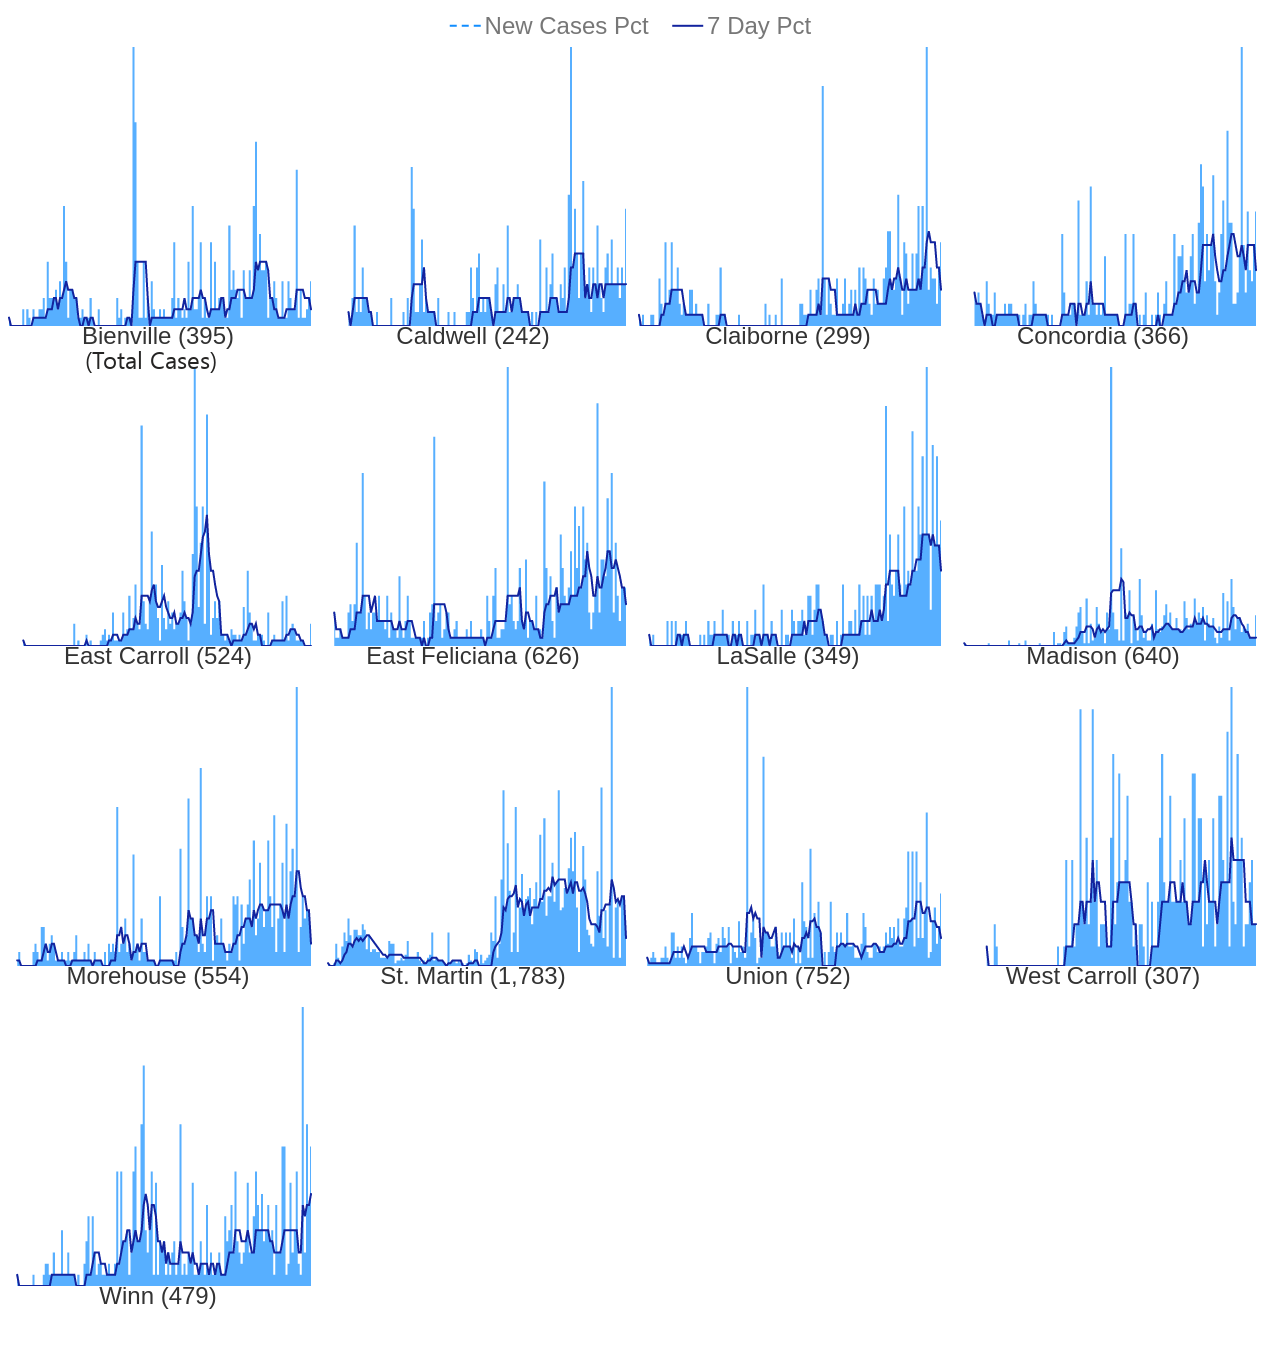 New Cases Pct 7 Day Pct
Bienville (395) Caldwell (242) Claiborne (299) Concordia (366)
(Total Cases)
East Carroll (524) East Feliciana (626) LaSalle (349) Madison (640)
Morehouse (554) St. Martin (1,783) Union (752) West Carroll (307)
Winn (479)